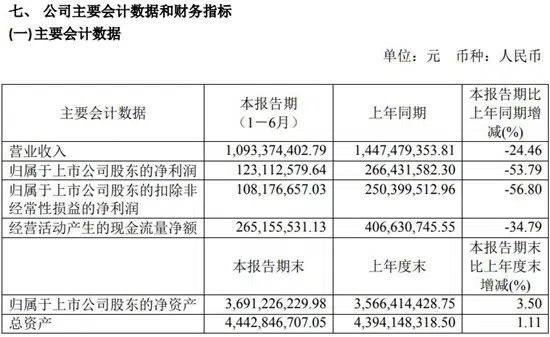 七、 公司主要会计数据和财务指标
(一)主要会计数据
单位：元 币种：人民币
主要会计数据 本报告期（1－6月） 上年同期 本报告期比上年同期增减(%)
营业收入 1,093,374,402.79 1,447,479,353.81 -24.46
归属于上市公司股东的净利润 123,112,579.64 266,431,582.30 -53.79
归属于上市公司股东的扣除非经常性损益的净利润 108,176,657.03 250,399,512.96 -56.80
经营活动产生的现金流量净额 265,155,531.13 406,630,745.55 -34.79
本报告期末 上年度末 本报告期末比上年度末增减(%)
归属于上市公司股东的净资产 3,691,226,229.98 3,566,414,428.75 3.50
总资产 4,442,846,707.05 4,394,148,318.50 1.11